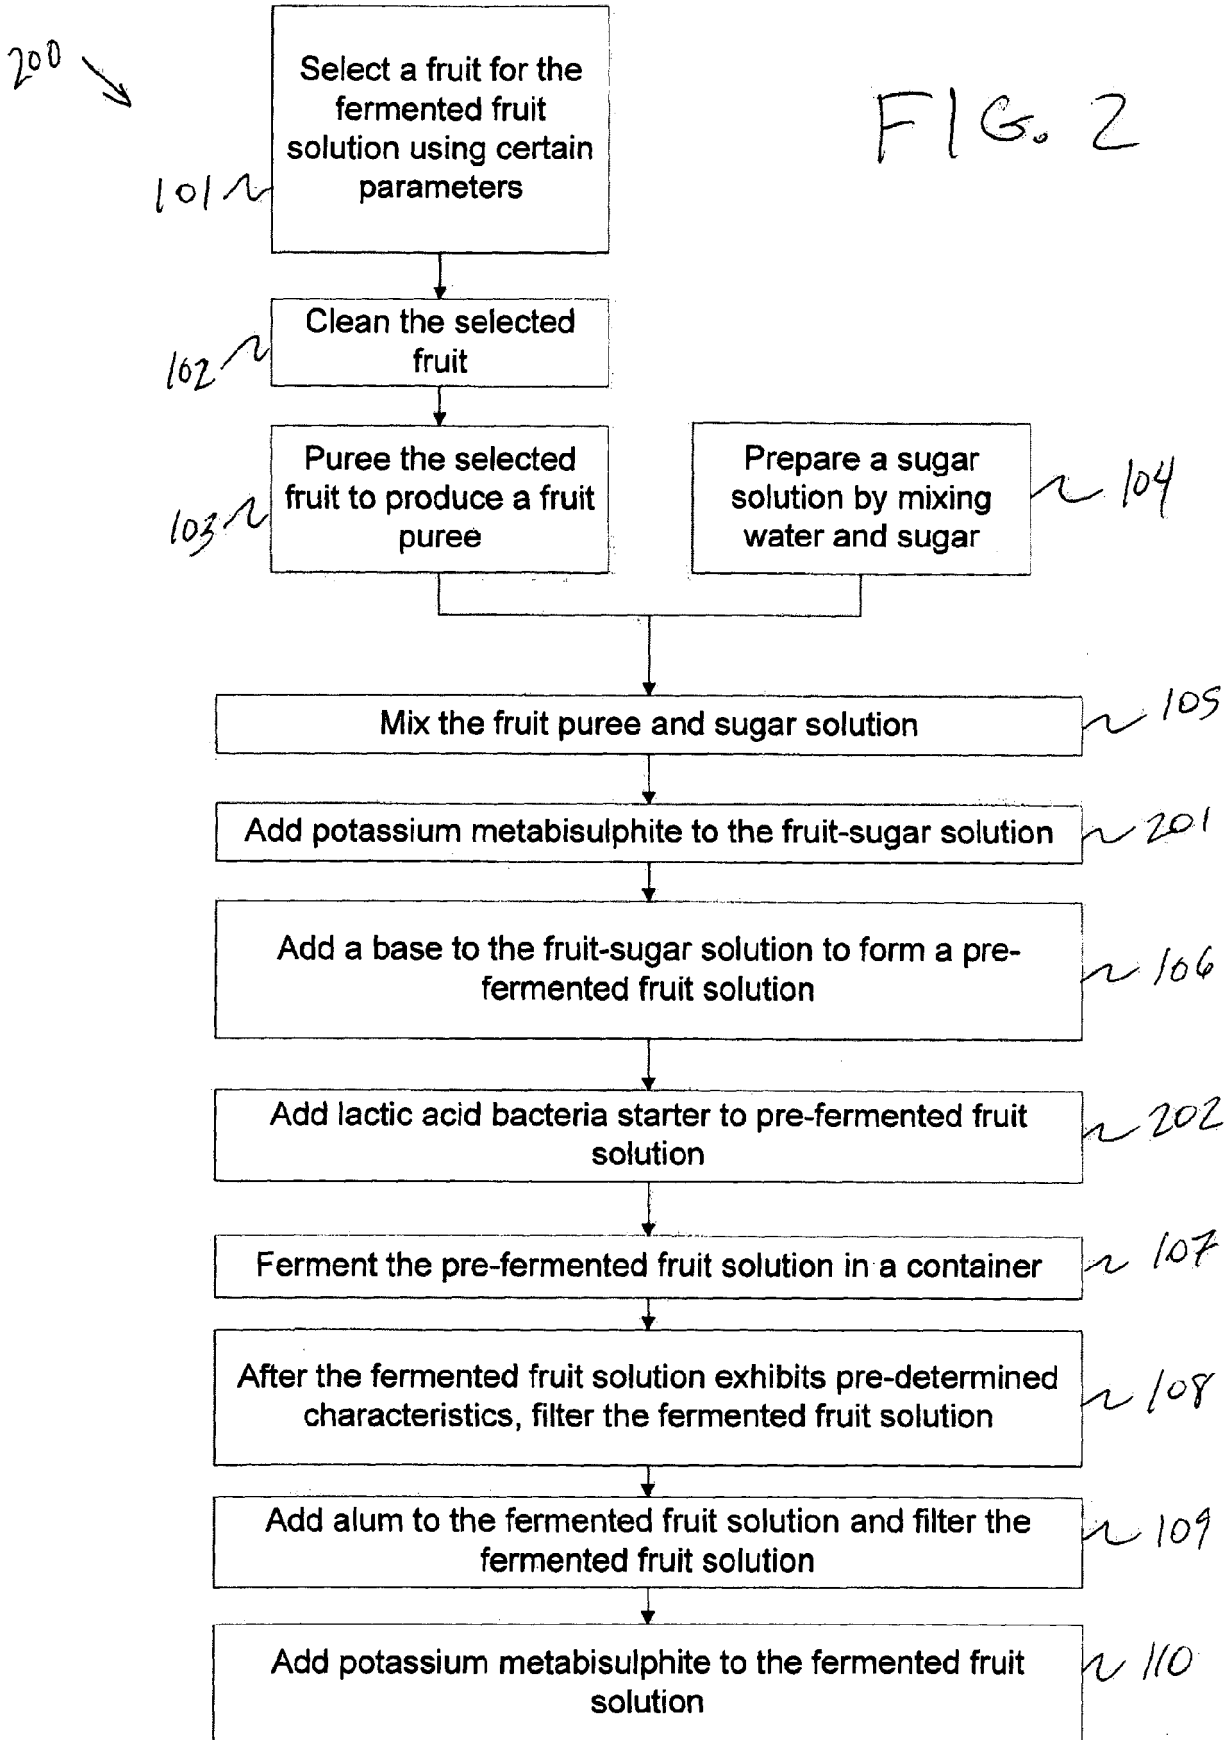 200
FIG. 2
Select a fruit for the
fermented fruit
solution using certain
parameters
101
Clean the selected
fruit
102
Puree the selected
fruit to produce a fruit
puree
103
Prepare a sugar
solution by mixing
water and sugar
104
Mix the fruit puree and sugar solution
105
Add potassium metabisulphite to the fruit-sugar solution
201
Add a base to the fruit-sugar solution to form a pre-
fermented fruit solution
106
Add lactic acid bacteria starter to pre-fermented fruit
solution
202
Ferment the pre-fermented fruit solution in a container
107
After the fermented fruit solution exhibits pre-determined
characteristics, filter the fermented fruit solution
108
Add alum to the fermented fruit solution and filter the
fermented fruit solution
109
Add potassium metabisulphite to the fermented fruit
solution
110